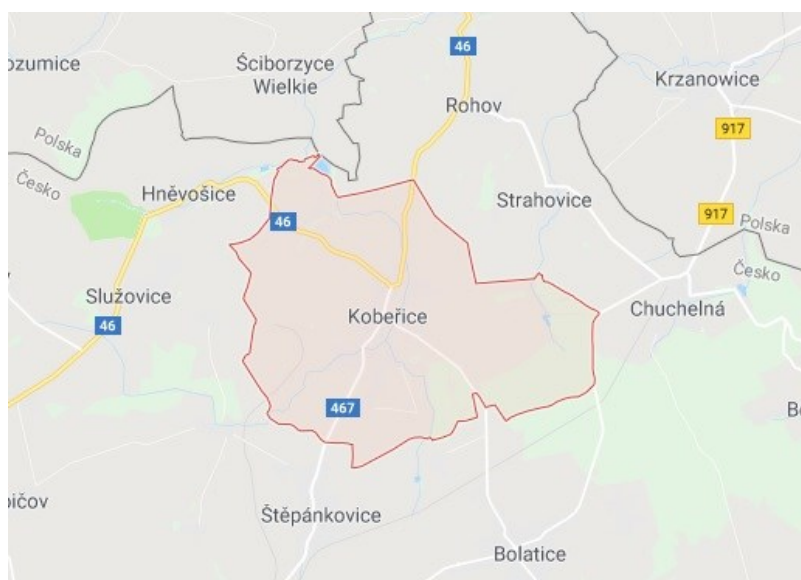 46
Ściborzyce
Wielkie
Rohov
Krzanowice
917
Polska
Česko
Hněvošice
46
Strahovice
917
Polska
Česko
Služovice
46
Kobeřice
Chuchelná
467
Štěpánkovice
Bolatice